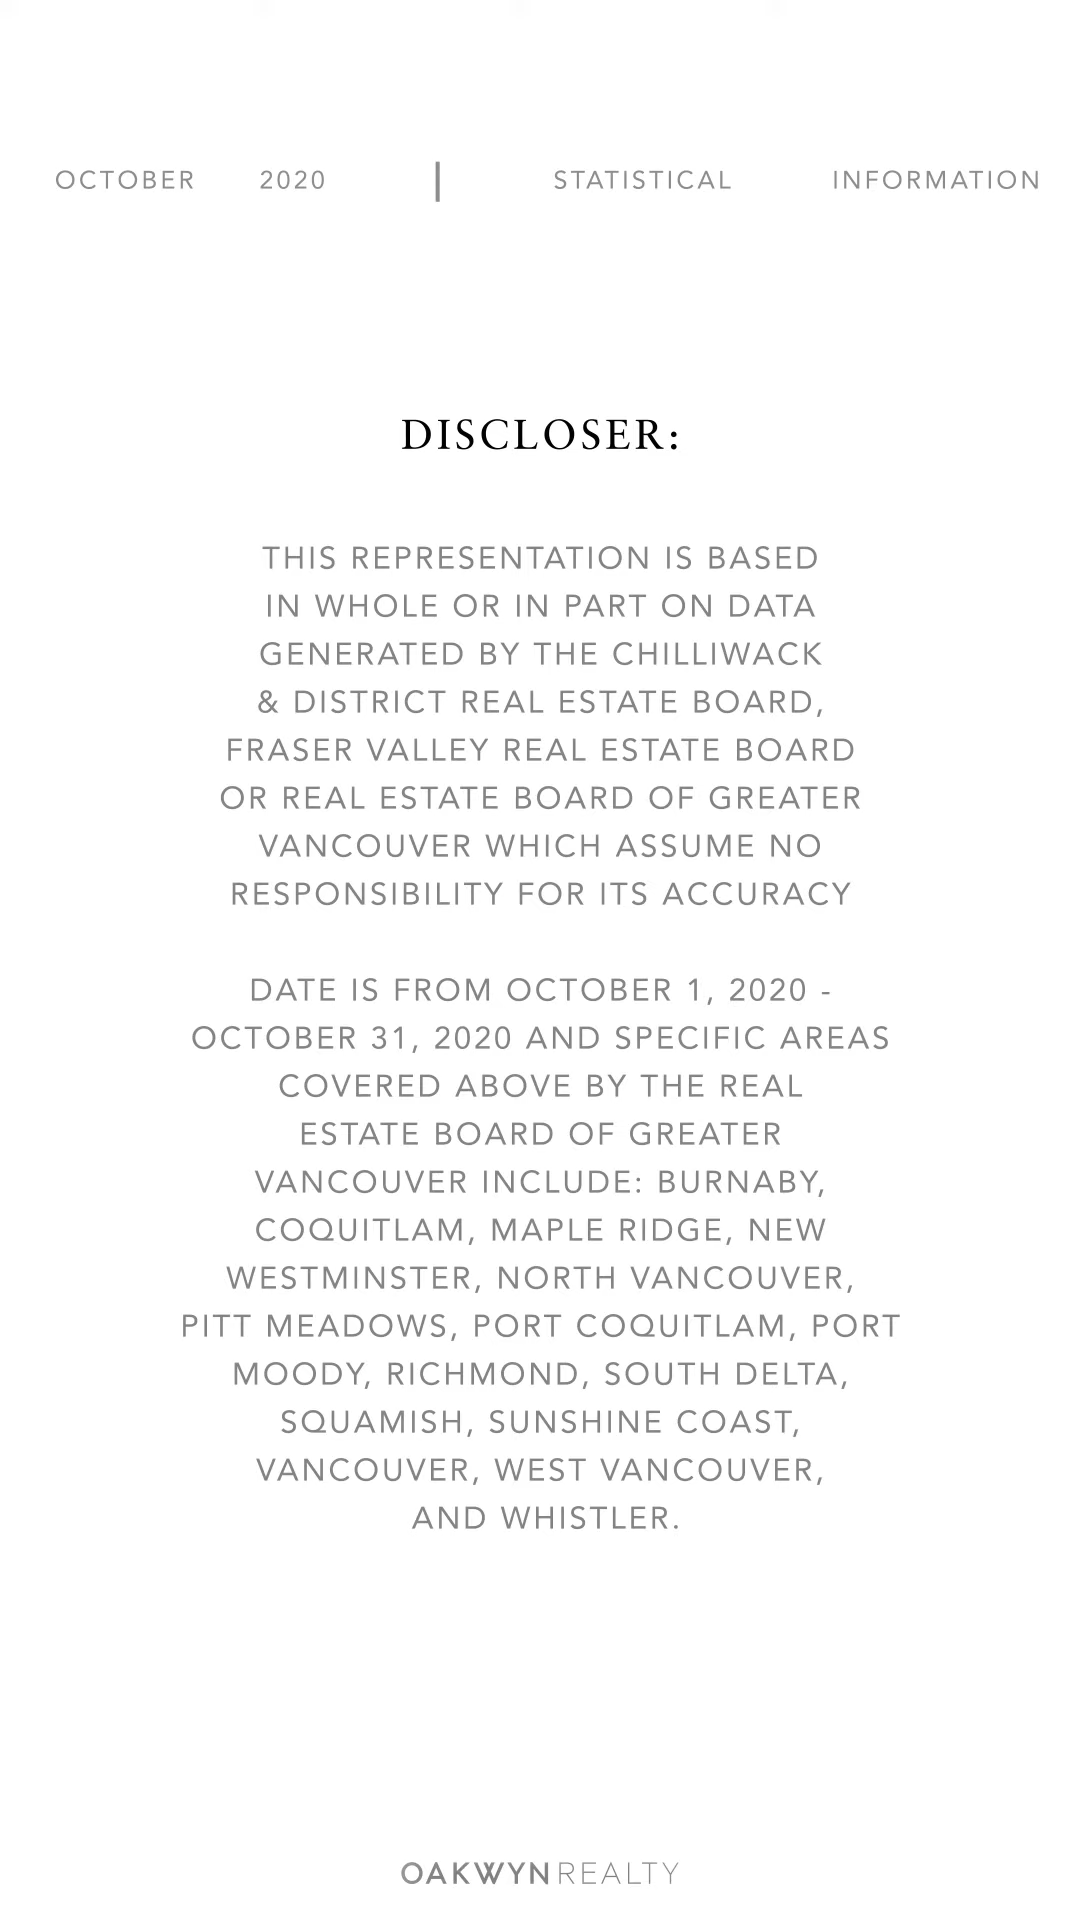 OCTOBER 2020 | STATISTICAL INFORMATION
DISCLOSER:
THIS REPRESENTATION IS BASED
IN WHOLE OR IN PART ON DATA
GENERATED BY THE CHILLIWACK
& DISTRICT REAL ESTATE BOARD,
FRASER VALLEY REAL ESTATE BOARD
OR REAL ESTATE BOARD OF GREATER
VANCOUVER WHICH ASSUME NO
RESPONSIBILITY FOR ITS ACCURACY
DATE IS FROM OCTOBER 1, 2020 -
OCTOBER 31, 2020 AND SPECIFIC AREAS
COVERED ABOVE BY THE REAL
ESTATE BOARD OF GREATER
VANCOUVER INCLUDE: BURNABY,
COQUITLAM, MAPLE RIDGE, NEW
WESTMINSTER, NORTH VANCOUVER,
PITT MEADOWS, PORT COQUITLAM, PORT
MOODY, RICHMOND, SOUTH DELTA,
SQUAMISH, SUNSHINE COAST,
VANCOUVER, WEST VANCOUVER,
AND WHISTLER.
OAKWYNREALTY